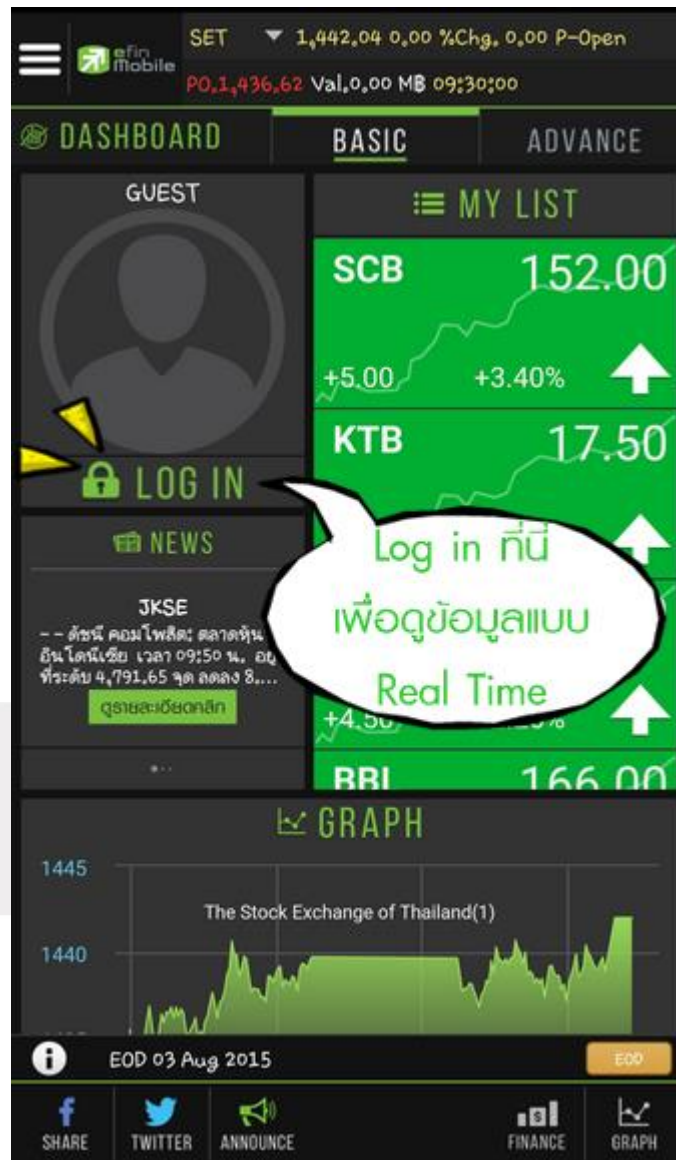 efin Mobile
SET 1,442.04 0.00 %Chg. 0.00 P-Open
PO.1,436.62 Val.0.00 MB 09:30:00
DASHBOARD
BASIC
ADVANCE
GUEST
LOG IN
NEWS
JKSE
-- ดัชนี คอมโพสิต: ตลาดหุ้น
อินโดนีเซีย เวลา 09:50 น. อยู่
ที่ระดับ 4,791.65 จุด ลดลง 8....
ดูรายละเอียดคลิก
MY LIST
SCB 152.00
+5.00 +3.40%
KTB 17.50
Log in ที่นี่
เพื่อดูข้อมูลแบบ
Real Time
+4.50
BBL 166.00
GRAPH
1445
The Stock Exchange of Thailand(1)
1440
EOD 03 Aug 2015
EOD
SHARE
TWITTER
ANNOUNCE
FINANCE
GRAPH